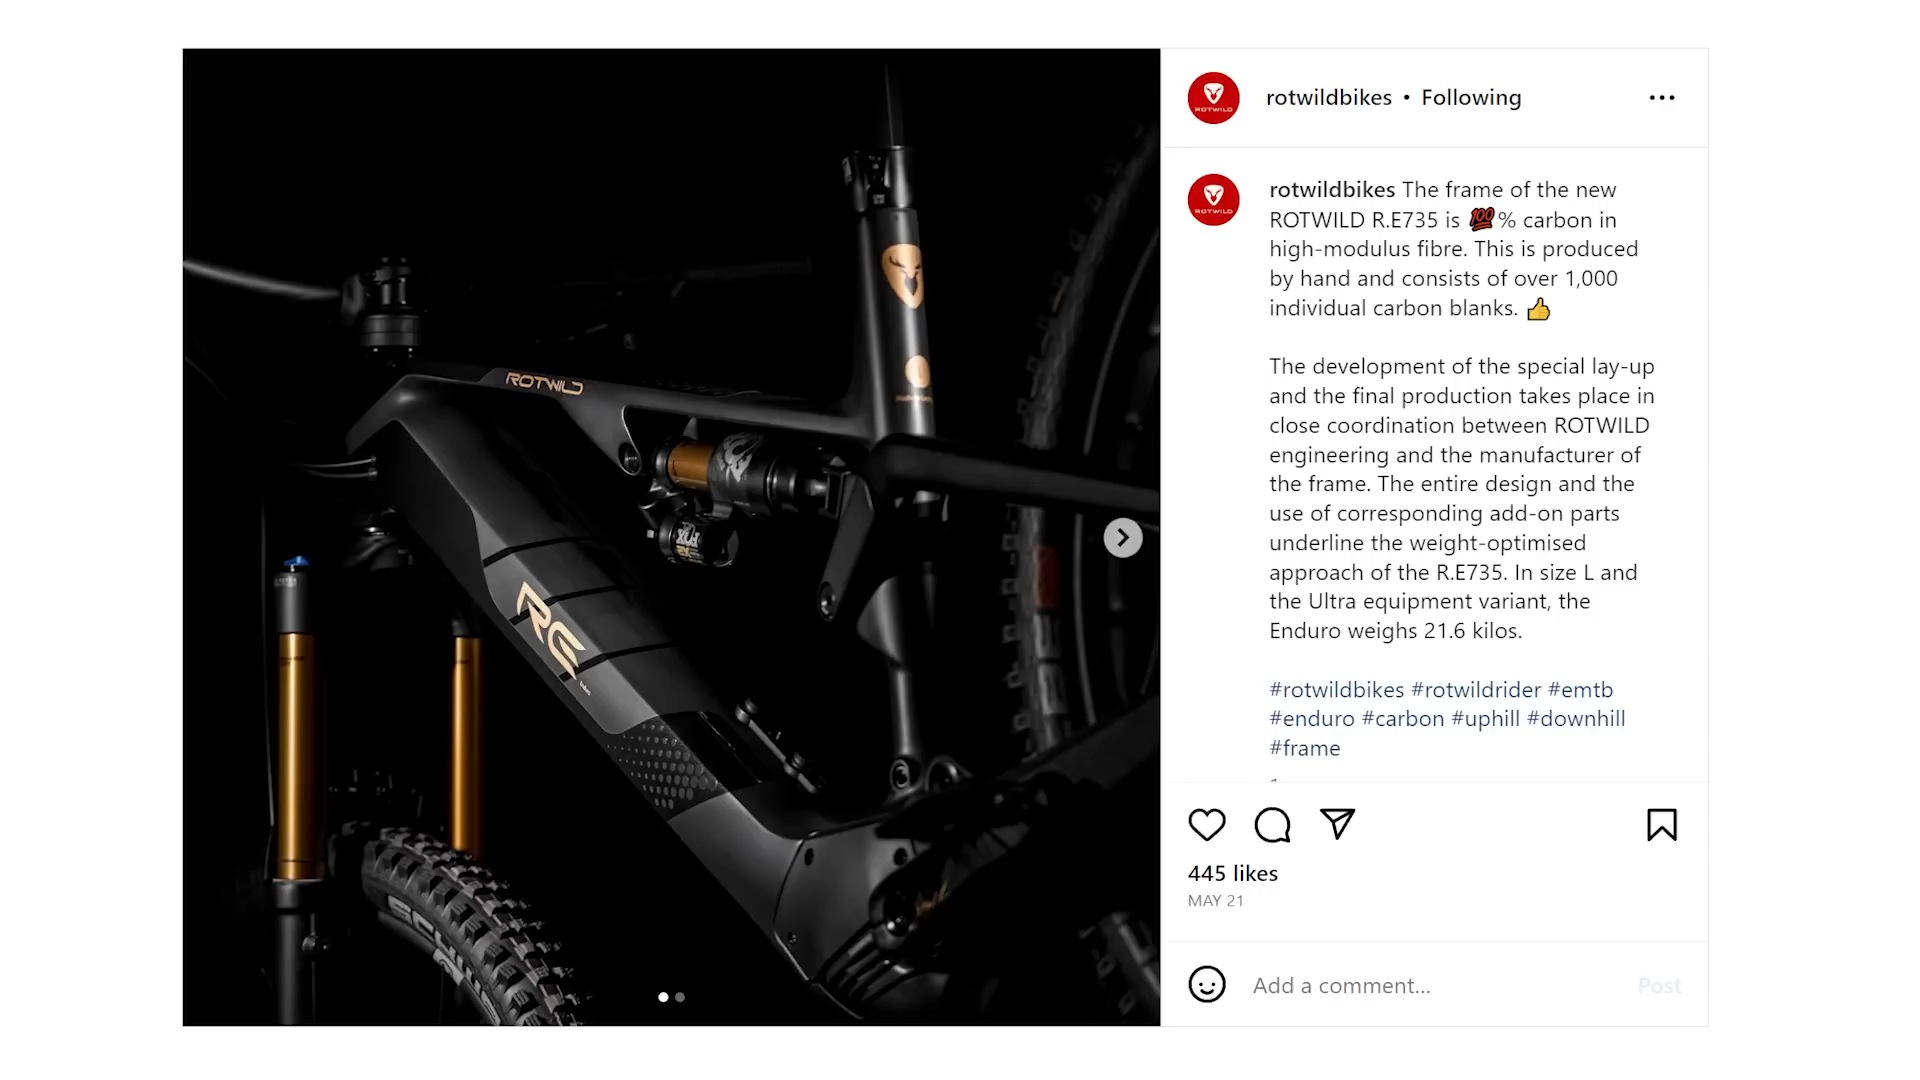 ROTWILD
RE
FOX
ROTWILD
rotwildbikes • Following
ROTWILD
rotwildbikes The frame of the new
ROTWILD R.E735 is 💯% carbon in
high-modulus fibre. This is produced
by hand and consists of over 1,000
individual carbon blanks. 👍
The development of the special lay-up
and the final production takes place in
close coordination between ROTWILD
engineering and the manufacturer of
the frame. The entire design and the
use of corresponding add-on parts
underline the weight-optimised
approach of the R.E735. In size L and
the Ultra equipment variant, the
Enduro weighs 21.6 kilos.
#rotwildbikes #rotwildrider #emtb
#enduro #carbon #uphill #downhill
#frame
445 likes
MAY 21
Add a comment...
Post